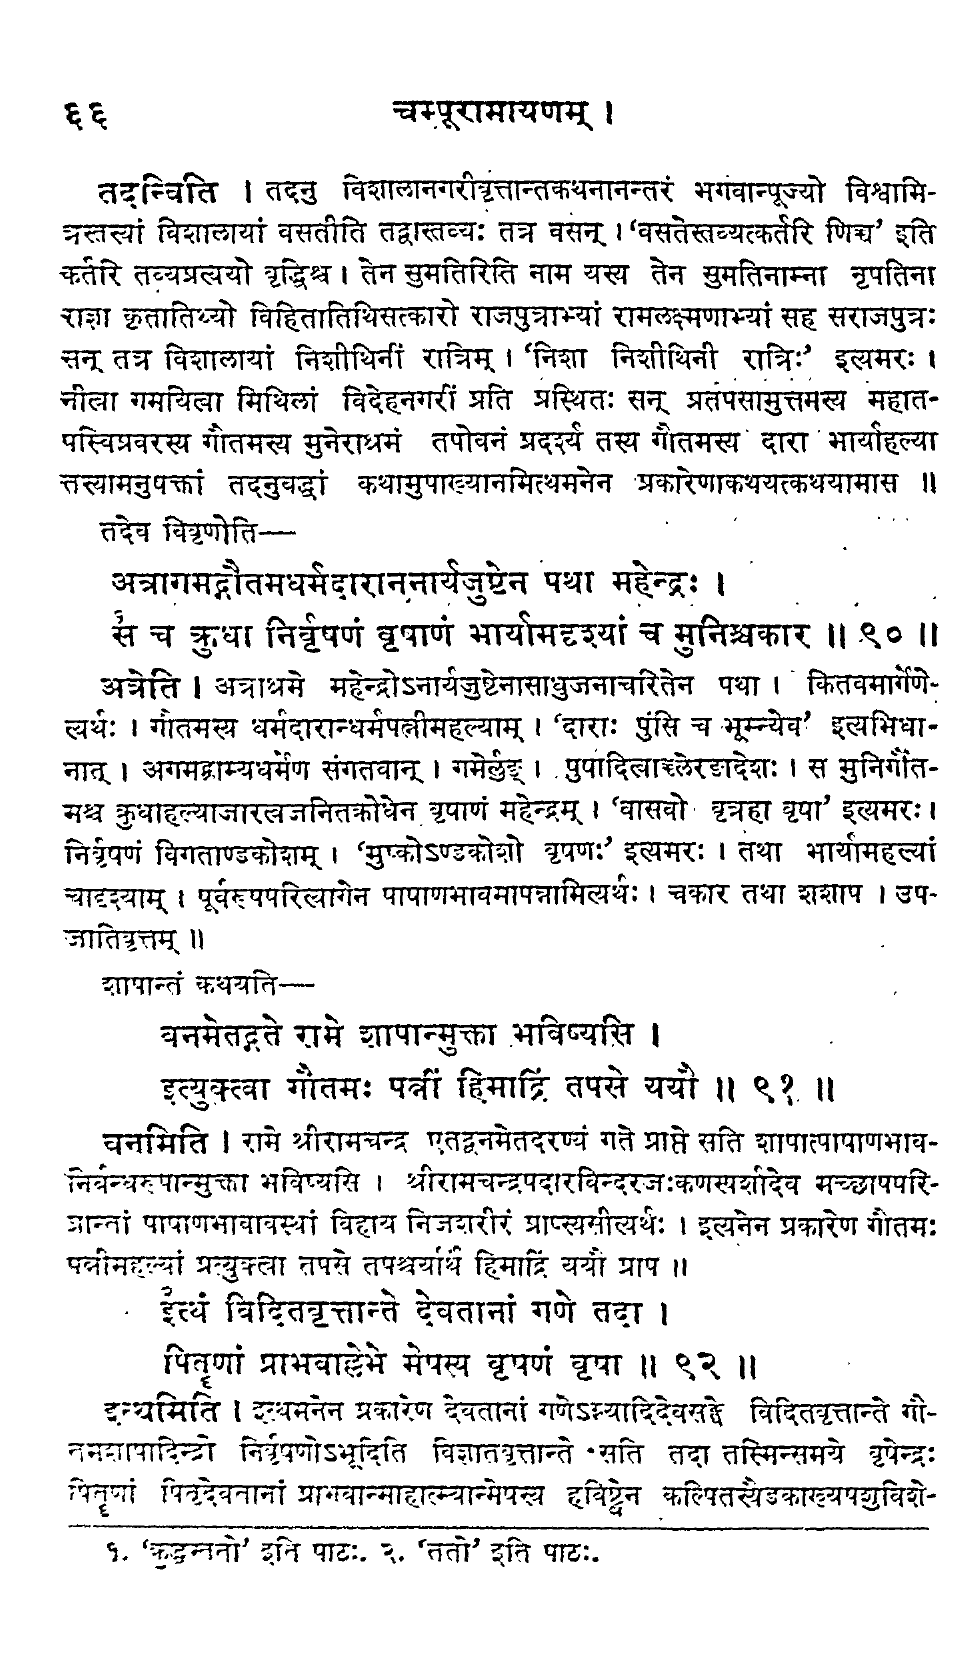 ६६ चम्पूरामायणम् ।
तदन्विति । तदनु विशालानगरीवृत्तान्तकथनानन्तरं भगवान्पूज्यो विश्वामि-
त्रस्तस्यां विशालायां वसतीति तद्वास्तव्यः तत्र वसन् । ‘वसतेस्तव्यत्कर्तरि णिच्च’ इति
कर्तरि तव्यप्रत्ययो वृद्धिश्च । तेन सुमतिरिति नाम यस्य तेन सुमतिनाम्ना नृपतिना
राज्ञा कृतातिथ्यो विहितातिथिसत्कारो राजपुत्राभ्यां रामलक्ष्मणाभ्यां सह सराजपुत्रः
सन् तत्र विशालायां निशीथिनीं रात्रिम् । ‘निशा निशीथिनी रात्रिः’ इत्यमरः ।
नीत्वा गमयित्वा मिथिलां विदेहनगरीं प्रति प्रस्थितः सन् प्रतपसामुत्तमस्य महात-
पस्विप्रवरस्य गौतमस्य मुनेराश्रमं तपोवनं प्रदर्श्य तस्य गौतमस्य दारा भार्याहल्या
तस्यामनुषक्तां तदनुबद्धां कथामुपाख्यानमित्थमनेन प्रकारेणाकथयत्कथयामास ॥
तदेव विवृणोति—
अत्रागमद्गौतमधर्मदाराननार्यजुष्टेन पथा महेन्द्रः ।
स च क्रुधा निर्वृषणं वृषाणं भार्यामदृश्यां च मुनिश्चकार ॥ ९० ॥
अत्रेति । अत्राश्रमे महेन्द्रोऽनार्यजुष्टेनासाधुजनाचरितेन पथा । कितवमार्गेणे-
त्यर्थः । गौतमस्य धर्मदारान्धर्मपत्नीमहल्याम् । ‘दाराः पुंसि च भूम्न्येव’ इत्यभिधा-
नात् । अगमद्ग्राम्यधर्मेण संगतवान् । गमेर्लुङ् । पुषादित्वाच्च्लेरङादेशः । स मुनिर्गौत-
मश्च क्रुधाहल्याजारत्वजनितक्रोधेन वृषाणं महेन्द्रम् । ‘वासवो वृत्रहा वृषा’ इत्यमरः ।
निर्वृषणं विगताण्डकोशम् । ‘मुष्कोऽण्डकोशो वृषणः’ इत्यमरः । तथा भार्यामहल्यां
चादृश्याम् । पूर्वरूपपरित्यागेन पाषाणभावमापन्नामित्यर्थः । चकार तथा शशाप । उप-
जातिवृत्तम् ॥
शापान्तं कथयति—
वनमेतद्गते रामे शापान्मुक्ता भविष्यसि ।
इत्युक्त्वा गौतमः पत्नीं हिमाद्रिं तपसे ययौ ॥ ९१ ॥
वनमिति । रामे श्रीरामचन्द्र एतद्वनमेतदरण्यं गते प्राप्ते सति शापात्पाषाणभाव-
निर्बन्धरूपान्मुक्ता भविष्यसि । श्रीरामचन्द्रपदारविन्दरजःकणस्पर्शादेव मच्छापपरि-
प्राप्तां पाषाणभावावस्थां विहाय निजशरीरं प्राप्स्यसीत्यर्थः । इत्यनेन प्रकारेण गौतमः
पत्नीमहल्यां प्रत्युक्त्वा तपसे तपश्चर्यार्थं हिमाद्रिं ययौ प्राप ॥
इत्थं विदितवृत्तान्ते देवतानां गणे तदा ।
पितॄणां प्राभवाल्लेभे मेषस्य वृषणं वृषा ॥ ९२ ॥
इत्थमिति । इत्थमनेन प्रकारेण देवतानां गणेऽग्न्यादिदेवसङ्घे विदितवृत्तान्ते गौ-
तमशापादिन्द्रो निर्वृषणोऽभूदिति विज्ञातवृत्तान्ते सति तदा तस्मिन्समये वृषेन्द्रः
पितॄणां पितृदेवतानां प्राभवान्माहात्म्यान्मेषस्य हविष्ट्वेन कल्पितस्यैडकाख्यपशुविशे-
१. ‘क्रुद्धस्ततो’ इति पाठः. २. ‘ततो’ इति पाठः.